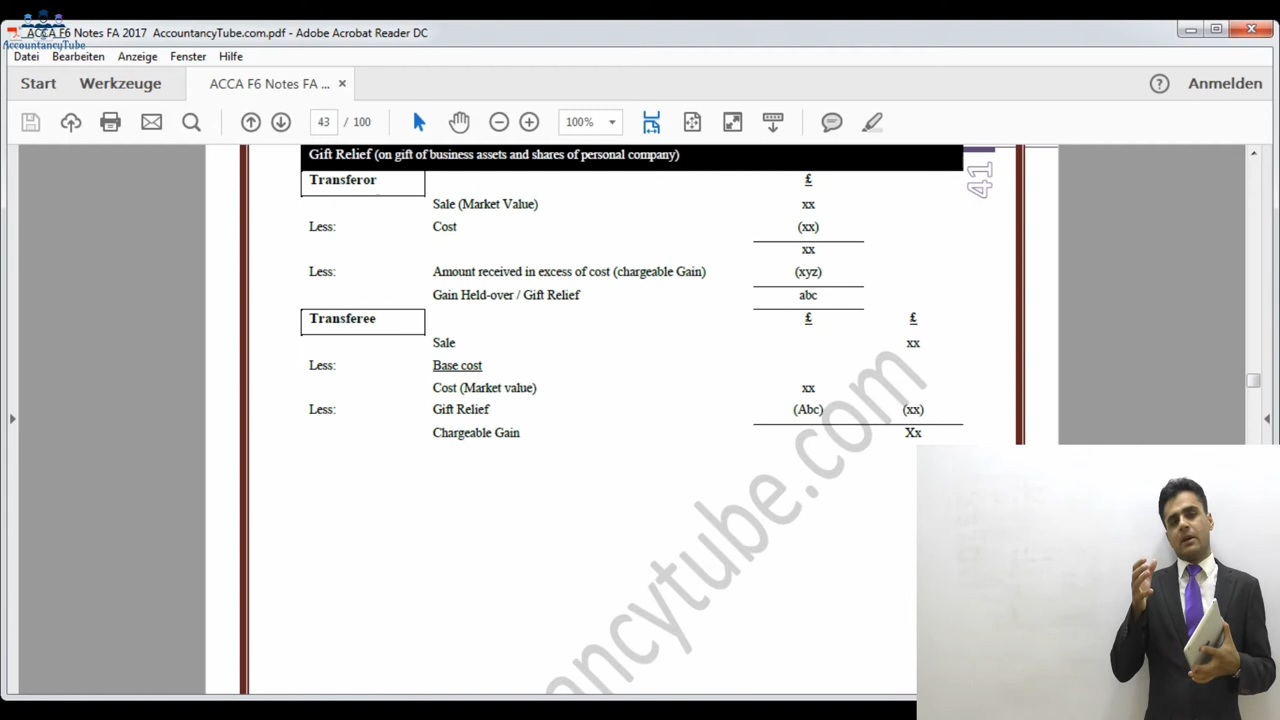 ACCA F6 Notes FA 2017 AccountancyTube.com.pdf - Adobe Acrobat Reader DC
AccountancyTube
Datei Bearbeiten Anzeige Fenster Hilfe
Start Werkzeuge ACCA F6 Notes FA ... × ? Anmelden
43 / 100 100%
Gift Relief (on gift of business assets and shares of personal company)
41
Transferor £
Sale (Market Value) xx
Less: Cost (xx)
xx
Less: Amount received in excess of cost (chargeable Gain) (xyz)
Gain Held-over / Gift Relief abc
Transferee £ £
Sale xx
Less: Base cost
Cost (Market value) xx
Less: Gift Relief (Abc) (xx)
Chargeable Gain Xx
ancytube.com